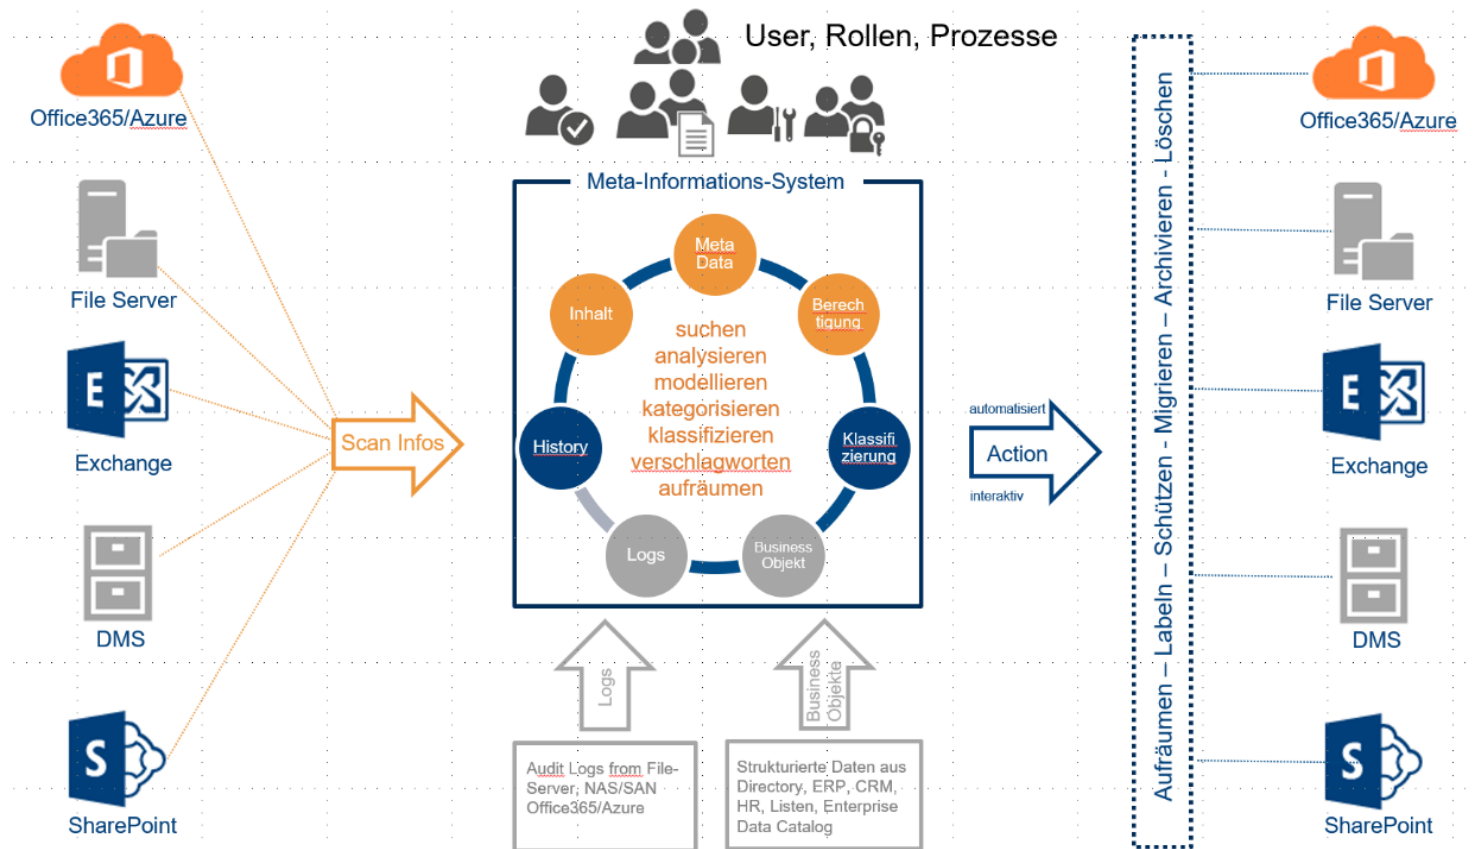 User, Rollen, Prozesse
Office365/Azure
File Server
Exchange
DMS
SharePoint
Scan Infos
Meta-Informations-System
Meta
Data
Inhalt
Berech
tigung
History
Klassifi
zierung
Logs
Business
Objekt
suchen
analysieren
modellieren
kategorisieren
klassifizieren
verschlagworten
aufräumen
Logs
Business
Objekte
Audit Logs from File-
Server, NAS/SAN
Office365/Azure
Strukturierte Daten aus
Directory, ERP, CRM,
HR, Listen, Enterprise
Data Catalog
automatisiert
Action
interaktiv
Aufräumen – Labeln – Schützen - Migrieren – Archivieren - Löschen
Office365/Azure
File Server
E
E
Exchange
DMS
S
S
SharePoint